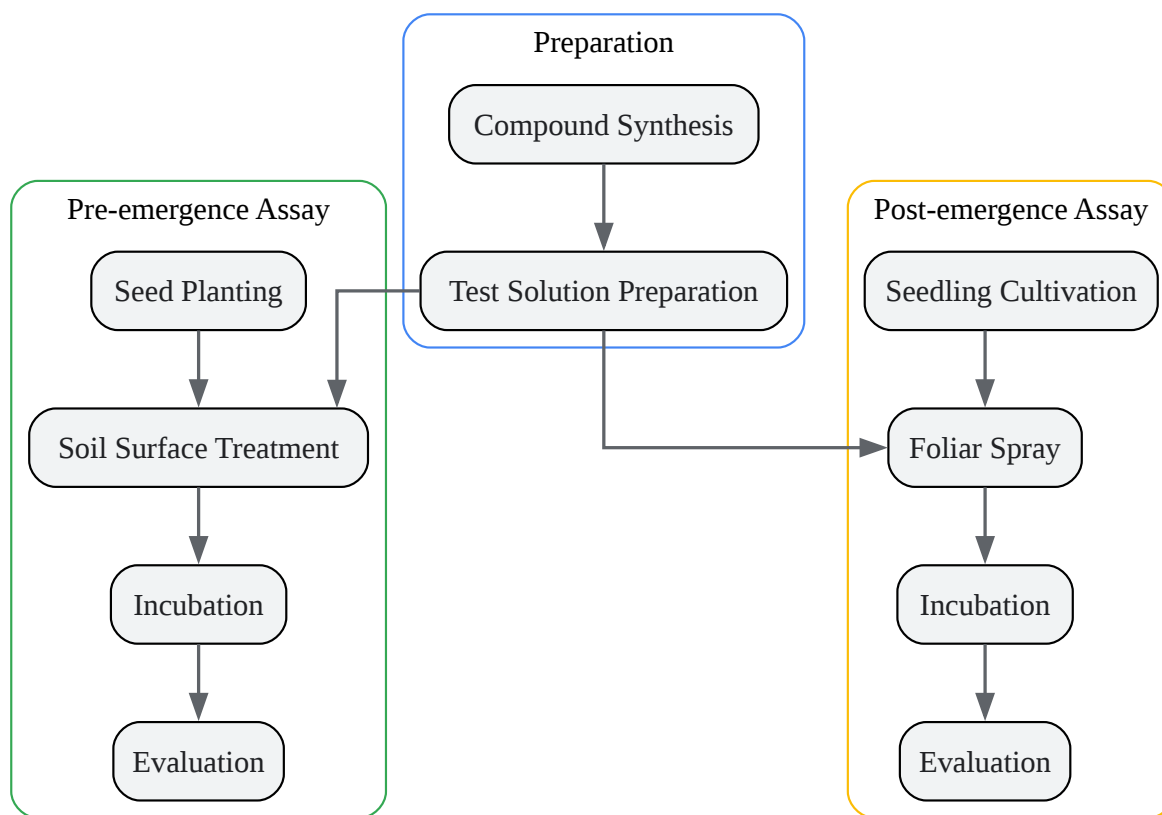 Preparation
Compound Synthesis
Test Solution Preparation
Pre-emergence Assay
Seed Planting
Soil Surface Treatment
Incubation
Evaluation
Post-emergence Assay
Seedling Cultivation
Foliar Spray
Incubation
Evaluation